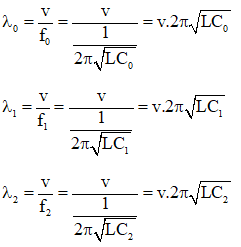 λ₀ = v/f₀ = v/(1/(2π√(LC₀))) = v.2π√(LC₀)
λ₁ = v/f₁ = v/(1/(2π√(LC₁))) = v.2π√(LC₁)
λ₂ = v/f₂ = v/(1/(2π√(LC₂))) = v.2π√(LC₂)